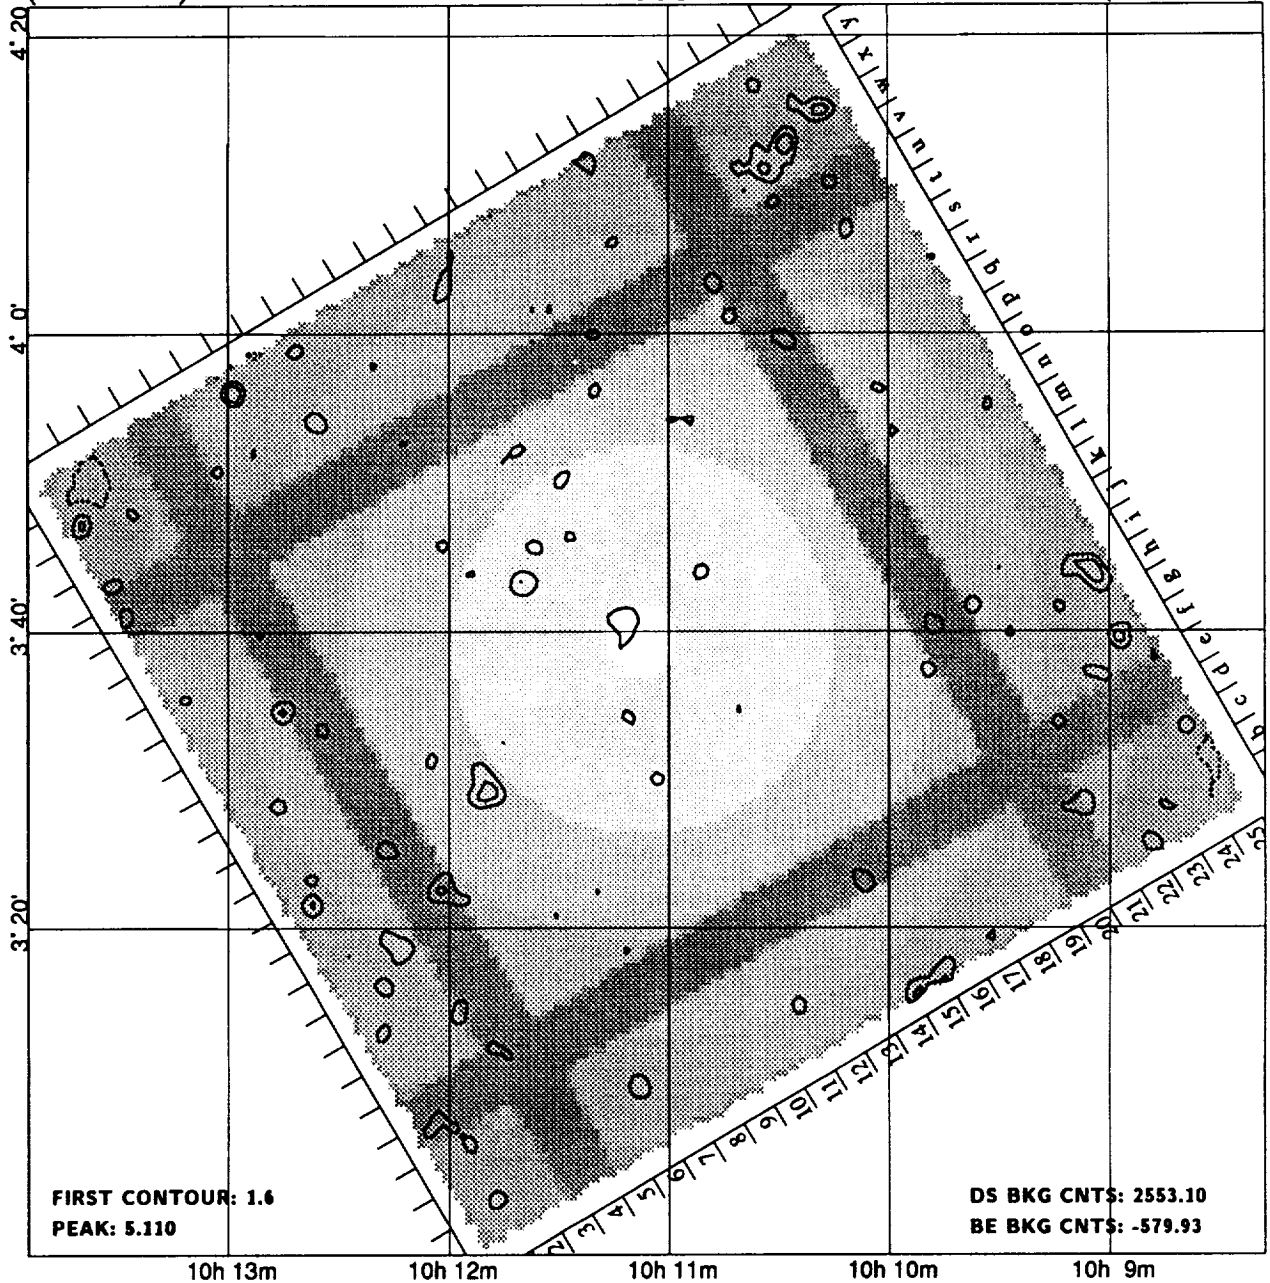 4° 20'
4° 0'
3° 40'
3° 20'
y|x|w|v|u|t|s|r|q|p|o|n|m|l|k|j|i|h|g|f|e|d|c|b
2|3|4|5|6|7|8|9|10|11|12|13|14|15|16|17|18|19|20|21|22|23|24|25
FIRST CONTOUR: 1.6
PEAK: 5.110
DS BKG CNTS: 2553.10
BE BKG CNTS: -579.93
10h 13m
10h 12m
10h 11m
10h 10m
10h 9m